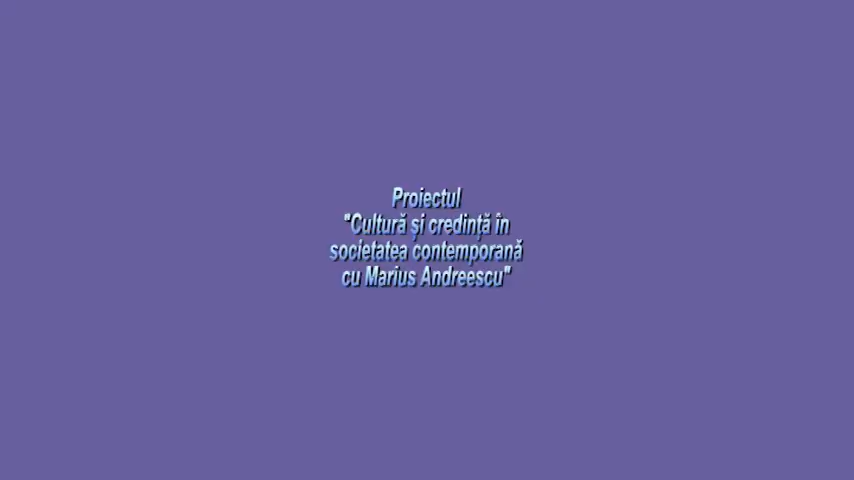 Proiectul
"Cultură și credință în
societatea contemporană
cu Marius Andreescu"